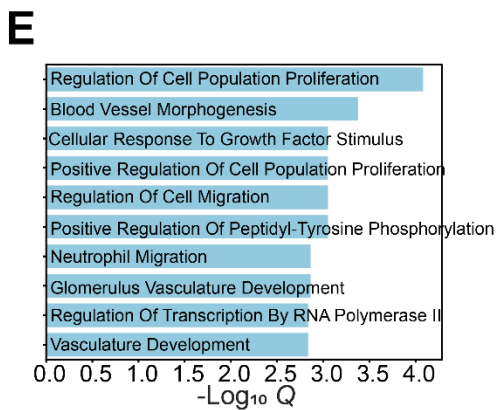 E
Regulation Of Cell Population Proliferation
Blood Vessel Morphogenesis
Cellular Response To Growth Factor Stimulus
Positive Regulation Of Cell Population Proliferation
Regulation Of Cell Migration
Positive Regulation Of Peptidyl-Tyrosine Phosphorylation
Neutrophil Migration
Glomerulus Vasculature Development
Regulation Of Transcription By RNA Polymerase II
Vasculature Development
0.0 0.5 1.0 1.5 2.0 2.5 3.0 3.5 4.0
-Log₁₀ Q